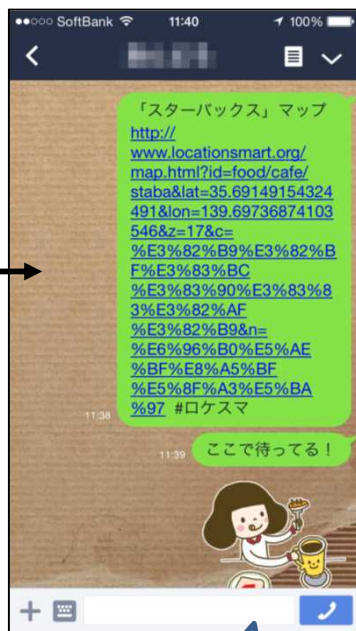 SoftBank 11:40 100%
「スターバックス」マップ
http://
www.locationsmart.org/
map.html?id=food/cafe/
staba&lat=35.69149154324
491&lon=139.69736874103
546&z=17&c=
%E3%82%B9%E3%82%B
F%E3%83%BC
%E3%83%90%E3%83%8
3%E3%82%AF
%E3%82%B9&n=
%E6%96%B0%E5%AE
%BF%E8%A5%BF
%E5%8F%A3%E5%BA
%97 #ロケスマ
11:38
11:39 ここで待ってる！